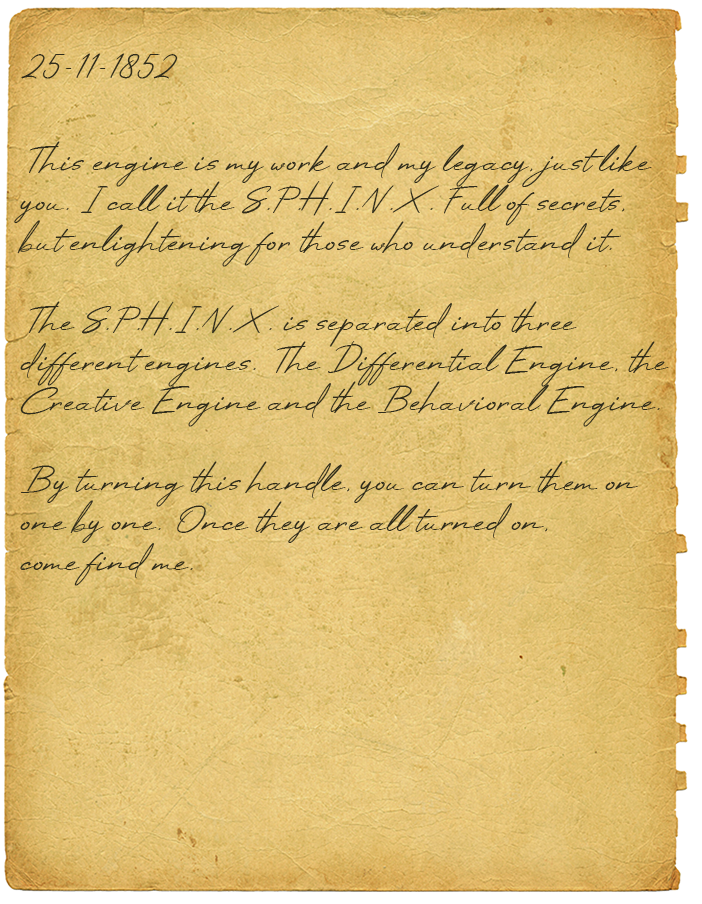 25-11-1852
This engine is my work and my legacy, just like
you. I call it the S.P.H.I.N.X. Full of secrets,
but enlightening for those who understand it.
The S.P.H.I.N.X. is separated into three
different engines. The Differential Engine, the
Creative Engine and the Behavioral Engine.
By turning this handle, you can turn them on
one by one. Once they are all turned on,
come find me.